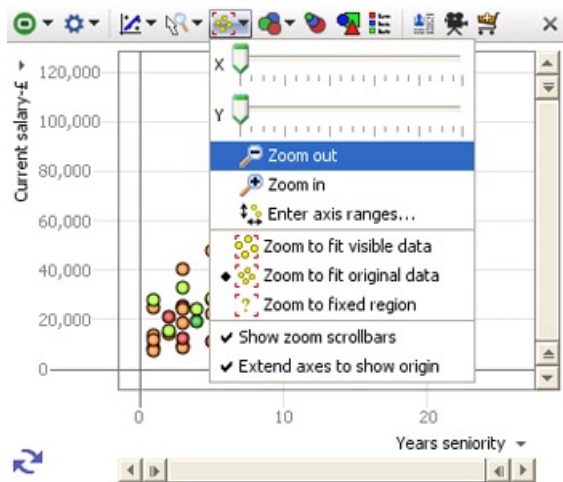 X
120,000
Y
100,000
Current salary-£
80,000
Zoom out
Zoom in
60,000
Enter axis ranges...
Zoom to fit visible data
40,000
Zoom to fit original data
Zoom to fixed region
20,000
Show zoom scrollbars
Extend axes to show origin
0
0 10 20
Years seniority